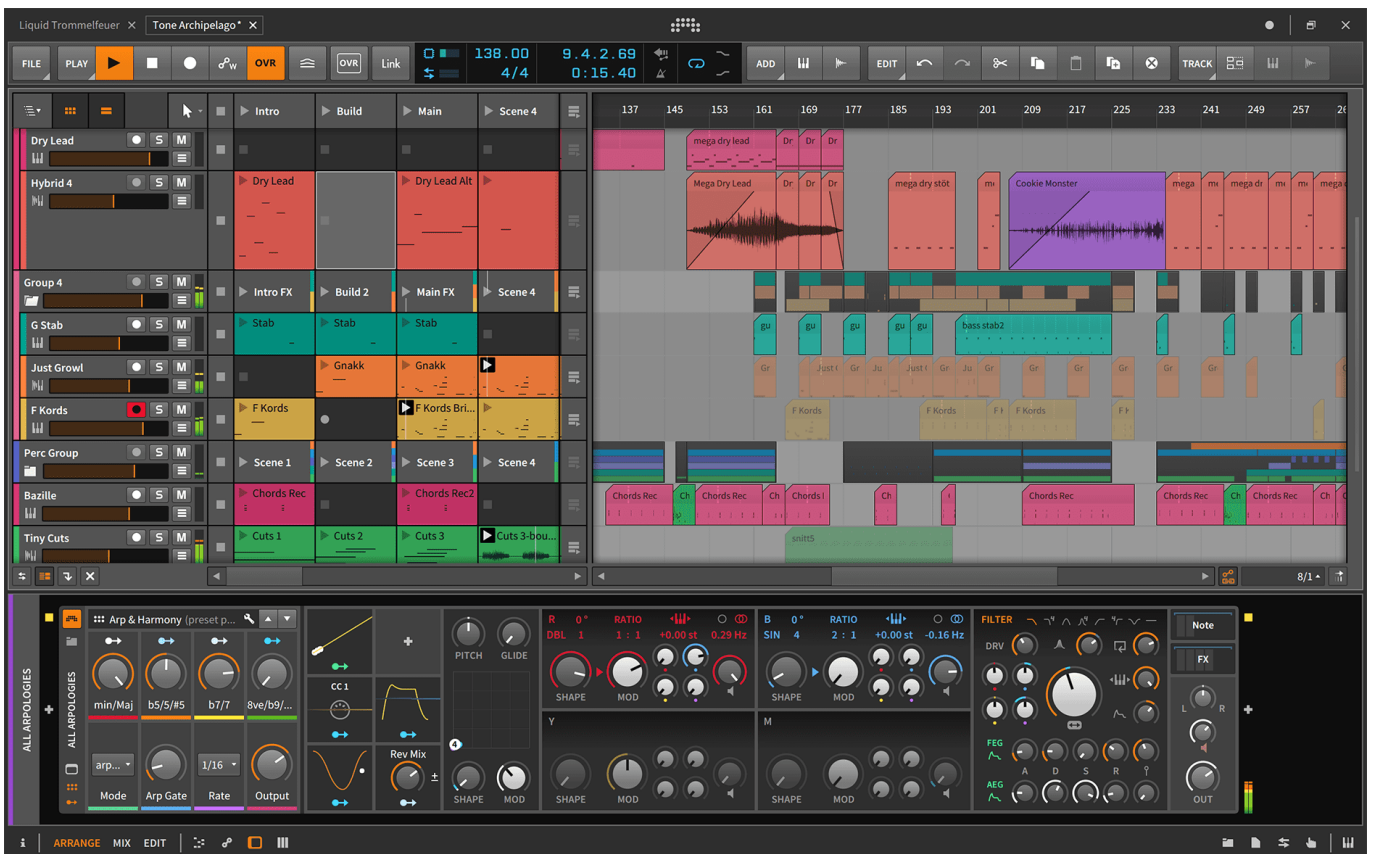 Liquid Trommelfeuer × Tone Archipelago* ×
FILE PLAY OVR OVR Link 138.00 9.4.2.69 ADD EDIT TRACK
4/4 0:15.40
Intro Build Main Scene 4
137 145 153 161 169 177 185 193 201 209 217 225 233 241 249 257
Dry Lead S M
mega dry lead Dr Dr Dr
Hybrid 4 S M
Dry Lead Dry Lead Alt
Mega Dry Lead Dr Dr Dr mega dry stöt Cookie Monster mega mega dr
Group 4 S M
Intro FX Build 2 Main FX Scene 4
G Stab S M
Stab Stab Stab
gu gu gu gu gu bass stab2
Just Growl S M
Gnakk Gnakk
Gr Just Gr Ju Ju Gr Gr Gr Gr Gr Gr
F Kords S M
F Kords F Kords Bri...
F Kords F Kords F Kords
Perc Group S M
Scene 1 Scene 2 Scene 3 Scene 4
Bazille S M
Chords Rec Chords Rec2
Chords Rec Ch Chords Rec Ch Chords Ch Chords Rec Chords Rec Ch Chords Rec Ch
Tiny Cuts S M
Cuts 1 Cuts 2 Cuts 3 Cuts 3-bou...
snitt5
8/1
ALL ARPOLOGIES
ALL ARPOLOGIES
Arp & Harmony (preset p...
min/Maj b5/5/#5 b7/7 8ve/b9/...
arp... 1/16
Mode Arp Gate Rate Output
CC 1
Rev Mix
PITCH GLIDE
4
SHAPE MOD
R 0° RATIO
DBL 1 1 : 1 +0.00 st 0.29 Hz
SHAPE MOD
B 0° RATIO
SIN 4 2 : 1 +0.00 st -0.16 Hz
SHAPE MOD
Y
SHAPE MOD
M
SHAPE MOD
FILTER
DRV
FEG
A D S R
AEG
Note
FX
L R
OUT
ARRANGE MIX EDIT